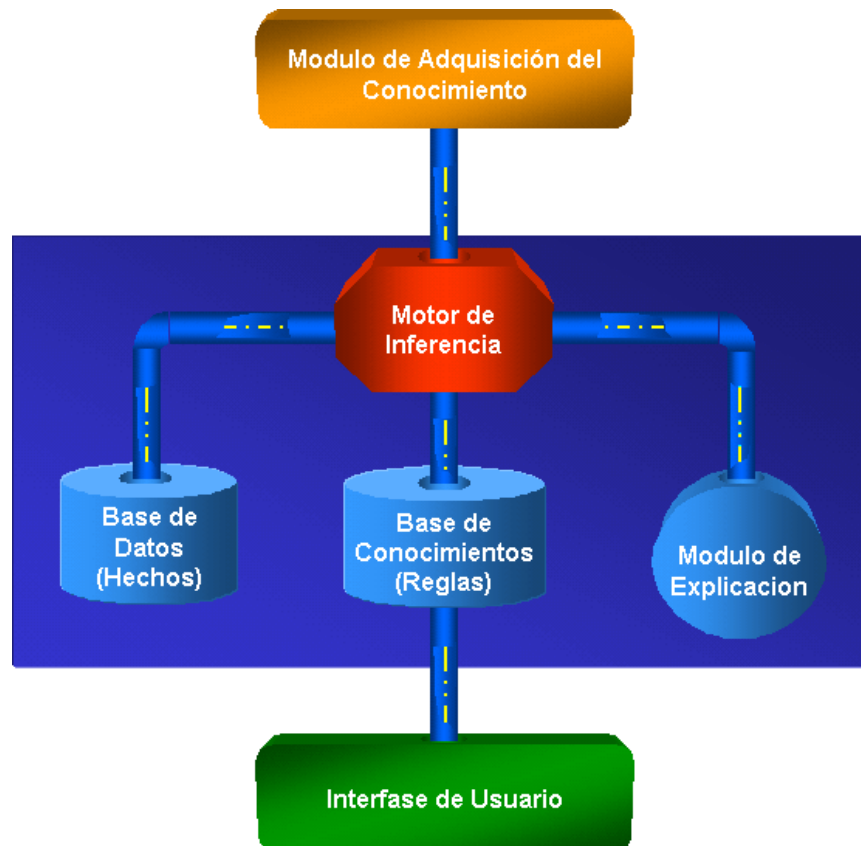 Modulo de Adquisición del
Conocimiento
Motor de
Inferencia
Base de
Datos
(Hechos)
Base de
Conocimientos
(Reglas)
Modulo de
Explicacion
Interfase de Usuario